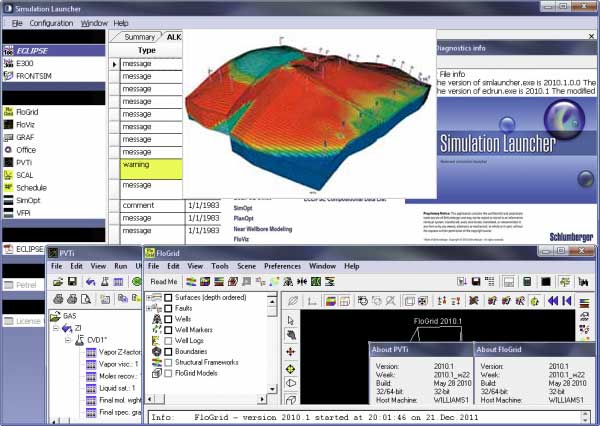 Simulation Launcher
File Configuration Window Help
ECLIPSE
E300
FRONTSIM
FloGrid
FloViz
GRAF
Office
PVTi
SCAL
Schedule
SimOpt
VFPi
ECLIPSE
Petrel
License
Summary ALK
Type
message
message
message
message
message
message
message
message
warning
message
comment 1/1/1983
message 1/1/1983
message 1/1/1983
SimOpt
PlanOpt
Near Wellbore Modeling
FloViz
Diagnostics info
File info
he version of smlauncher.exe is 2010.1.0.0 The
he version of edrun.exe is 2010.1 The modified
Simulation Launcher
Schlumberger
PVTi
File Edit View Run
GAS
ZI
CVD1*
Vapor Z-factor
Vapor visc.: 1
Moles recov.:
Liquid sat.: 1
Final mol. wght
Final spec. gra
FloGrid
File Edit View Tools Scene Preferences Window Help
Read Me
Surfaces (depth ordered)
Faults
Wells
Well Markers
Well Logs
Boundaries
Structural Frameworks
FloGrid Models
FloGrid 2010.1
About PVTi
Version: 2010.1
Week: 2010.1_w22
Build: May 28 2010
32/64-bit: 32-bit
Host Machine: WILLIAMS1
About FloGrid
Version: 2010.1
Week: 2010.1_w22
Build: May 28 2010
32/64-bit: 32-bit
Host Machine: WILLIAMS1
Info: FloGrid - version 2010.1 started at 20:01:46 on 21 Dec 2011